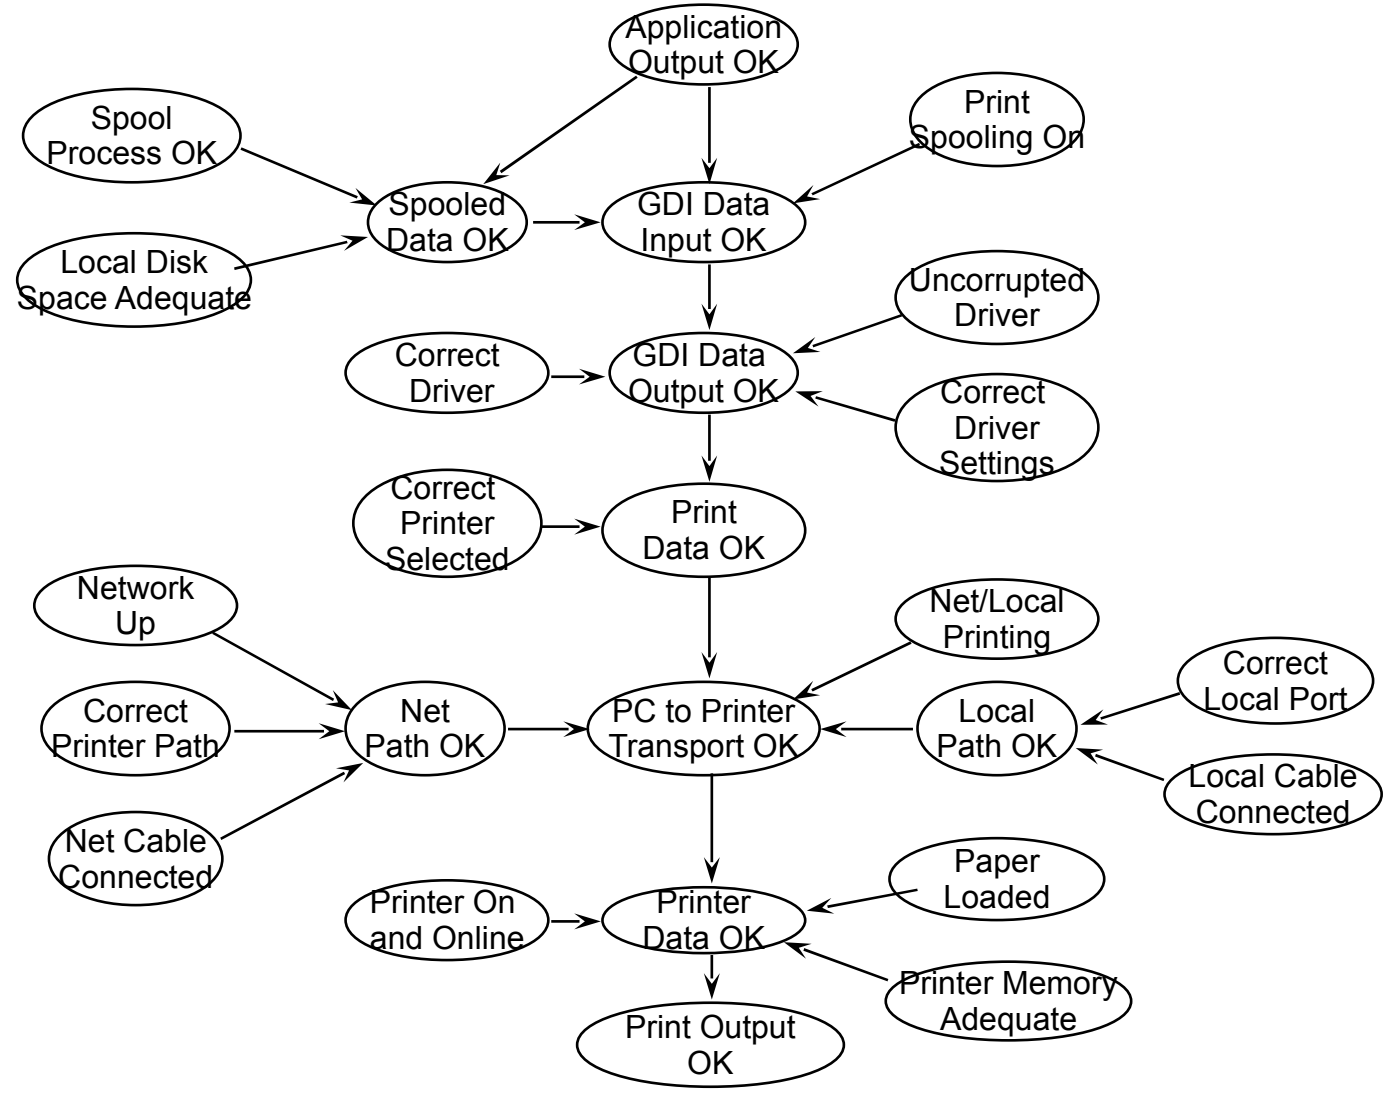 Application
Output OK
Spool
Process OK
Print
Spooling On
Spooled
Data OK
GDI Data
Input OK
Local Disk
Space Adequate
Uncorrupted
Driver
Correct
Driver
GDI Data
Output OK
Correct
Driver
Settings
Correct
Printer
Selected
Print
Data OK
Network
Up
Net/Local
Printing
Correct
Local Port
Correct
Printer Path
Net
Path OK
PC to Printer
Transport OK
Local
Path OK
Local Cable
Connected
Net Cable
Connected
Paper
Loaded
Printer On
and Online
Printer
Data OK
Printer Memory
Adequate
Print Output
OK